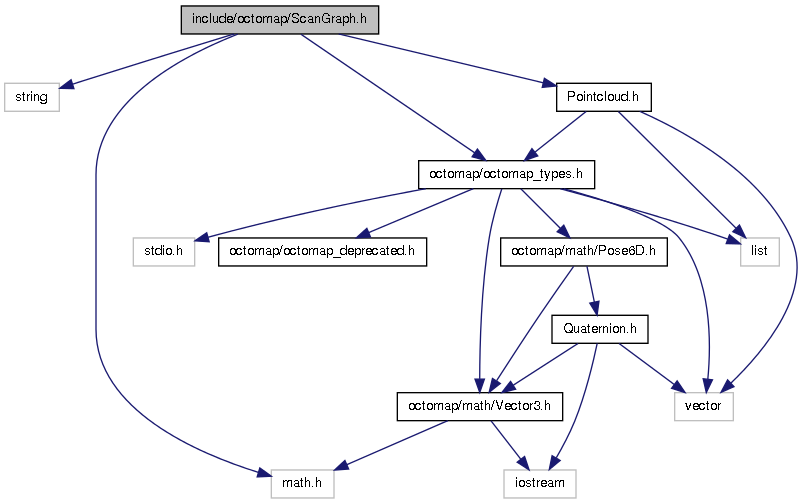 include/octomap/ScanGraph.h
string
Pointcloud.h
octomap/octomap_types.h
stdio.h
octomap/octomap_deprecated.h
octomap/math/Pose6D.h
list
Quaternion.h
octomap/math/Vector3.h
vector
math.h
iostream